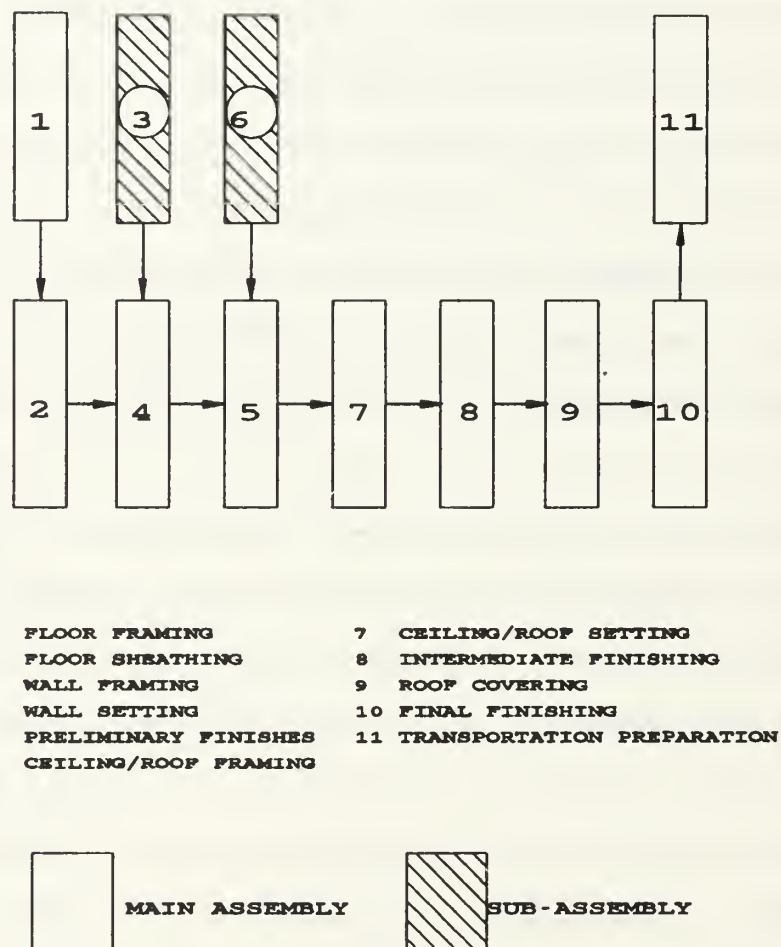 1 3 6 11
2 4 5 7 8 9 10
FLOOR FRAMING
FLOOR SHEATHING
WALL FRAMING
WALL SETTING
PRELIMINARY FINISHES
CEILING/ROOF FRAMING
7 CEILING/ROOF SETTING
8 INTERMEDIATE FINISHING
9 ROOF COVERING
10 FINAL FINISHING
11 TRANSPORTATION PREPARATION
MAIN ASSEMBLY
SUB-ASSEMBLY